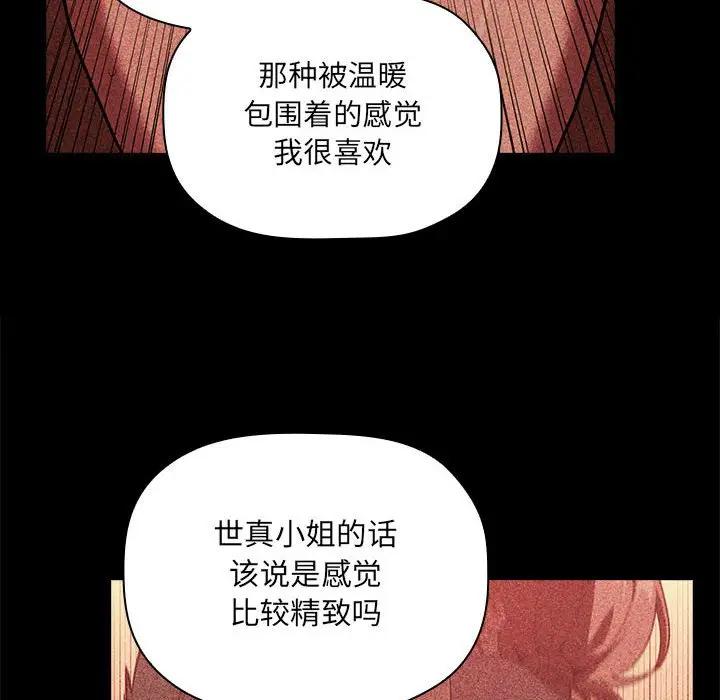 那种被温暖
包围着的感觉
我很喜欢
世真小姐的话
该说是感觉
比较精致吗